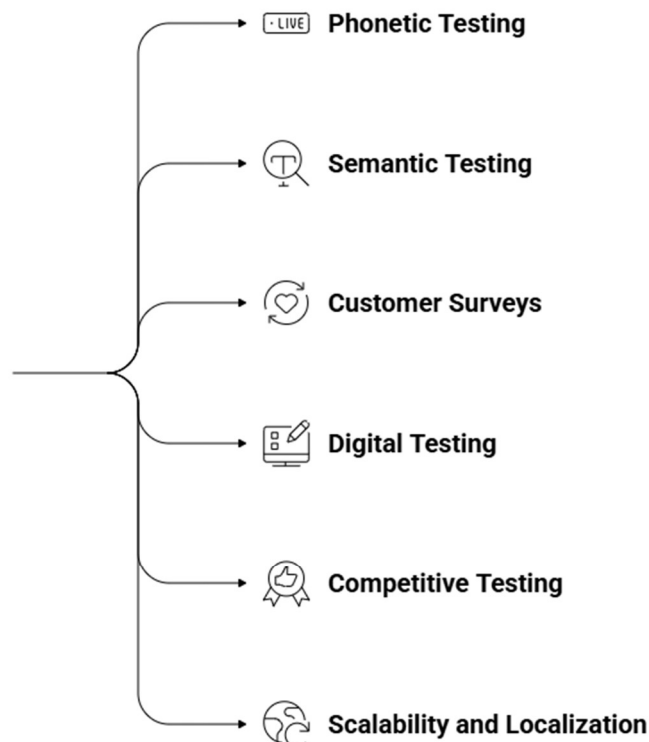 · LIVE Phonetic Testing
T Semantic Testing
Customer Surveys
Digital Testing
Competitive Testing
Scalability and Localization